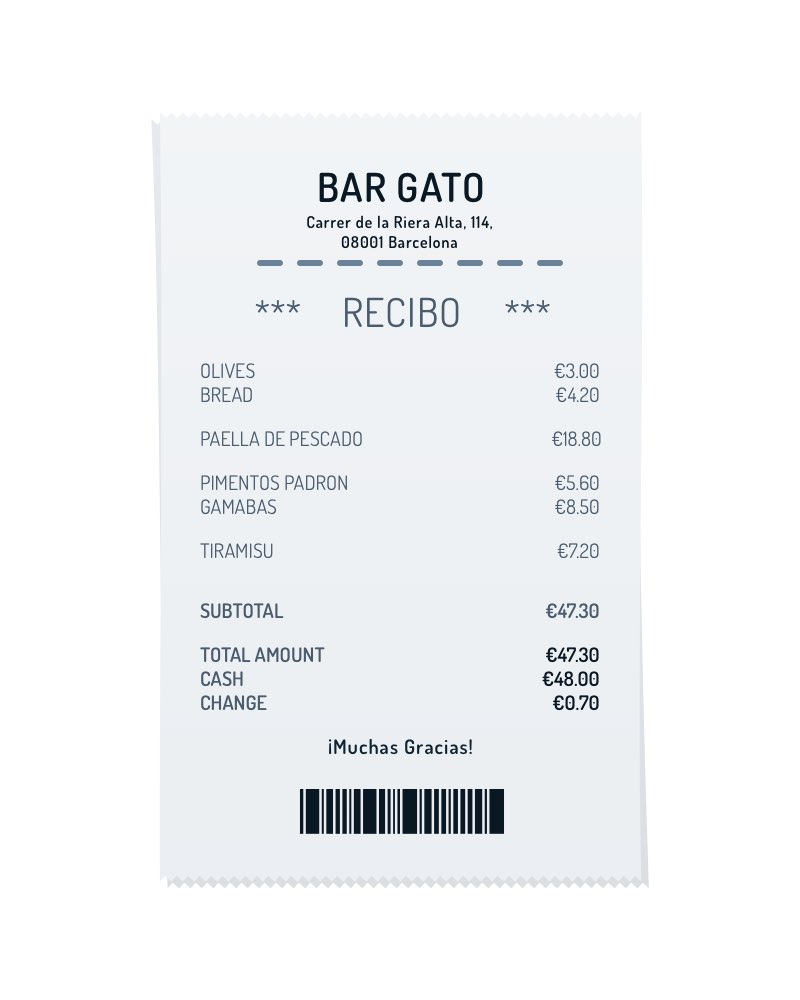 BAR GATO
Carrer de la Riera Alta, 114,
08001 Barcelona
*** RECIBO ***
OLIVES €3.00
BREAD €4.20
PAELLA DE PESCADO €18.80
PIMENTOS PADRON €5.60
GAMABAS €8.50
TIRAMISU €7.20
SUBTOTAL €47.30
TOTAL AMOUNT €47.30
CASH €48.00
CHANGE €0.70
¡Muchas Gracias!